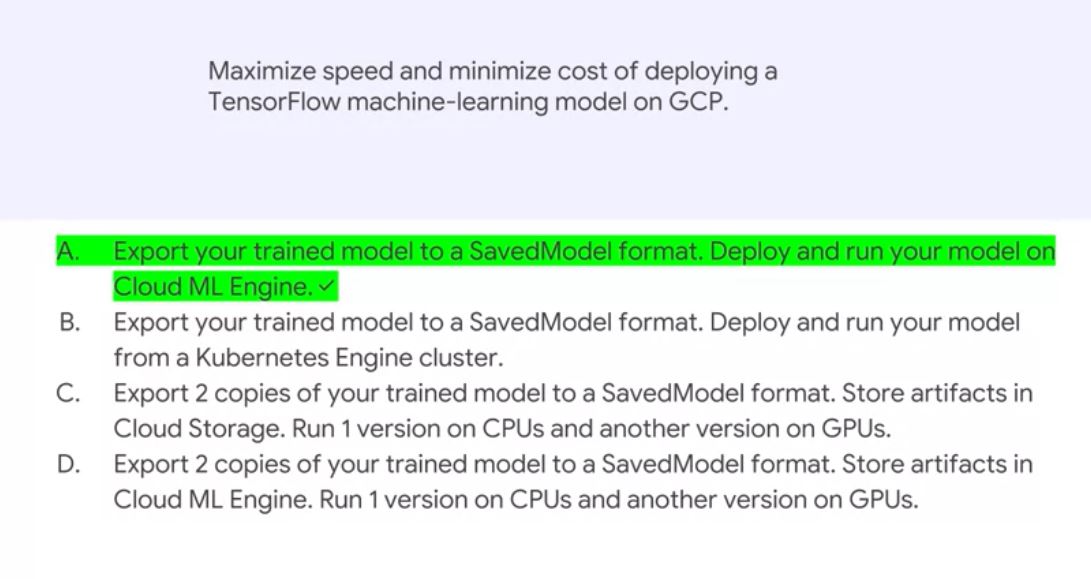 Maximize speed and minimize cost of deploying a
TensorFlow machine-learning model on GCP.
A. Export your trained model to a SavedModel format. Deploy and run your model on
Cloud ML Engine. ✓
B. Export your trained model to a SavedModel format. Deploy and run your model
from a Kubernetes Engine cluster.
C. Export 2 copies of your trained model to a SavedModel format. Store artifacts in
Cloud Storage. Run 1 version on CPUs and another version on GPUs.
D. Export 2 copies of your trained model to a SavedModel format. Store artifacts in
Cloud ML Engine. Run 1 version on CPUs and another version on GPUs.